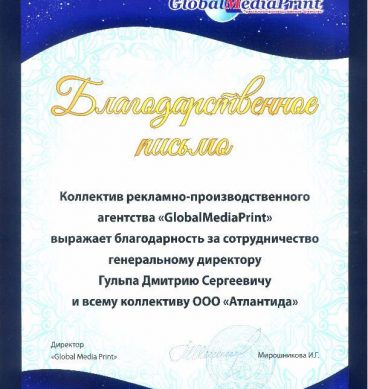 GlobalMediaPrint
Благодарственное
письмо
Коллектив рекламно-производственного
агентства «GlobalMediaPrint»
выражает благодарность за сотрудничество
генеральному директору
Гульпа Дмитрию Сергеевичу
и всему коллективу ООО «Атлантида»
Директор
«Global Media Print»
Мирошникова И.Г.